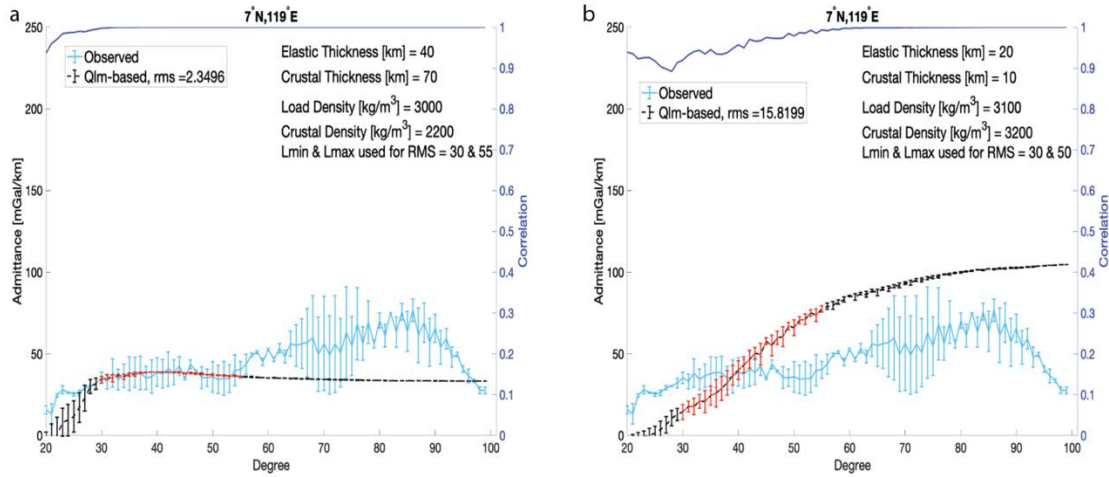 a
7°N,119°E
250
200
150
100
50
0
Admittance [mGal/km]
20 30 40 50 60 70 80 90 100
Degree
1
0.9
0.8
0.7
0.6
0.5
0.4
0.3
0.2
0.1
0
Correlation
Observed
Qlm-based, rms =2.3496
Elastic Thickness [km] = 40
Crustal Thickness [km] = 70
Load Density [kg/m³] = 3000
Crustal Density [kg/m³] = 2200
Lmin & Lmax used for RMS = 30 & 55
b
7°N,119°E
250
200
150
100
50
0
Admittance [mGal/km]
20 30 40 50 60 70 80 90 100
Degree
1
0.9
0.8
0.7
0.6
0.5
0.4
0.3
0.2
0.1
0
Correlation
Observed
Qlm-based, rms =15.8199
Elastic Thickness [km] = 20
Crustal Thickness [km] = 10
Load Density [kg/m³] = 3100
Crustal Density [kg/m³] = 3200
Lmin & Lmax used for RMS = 30 & 50